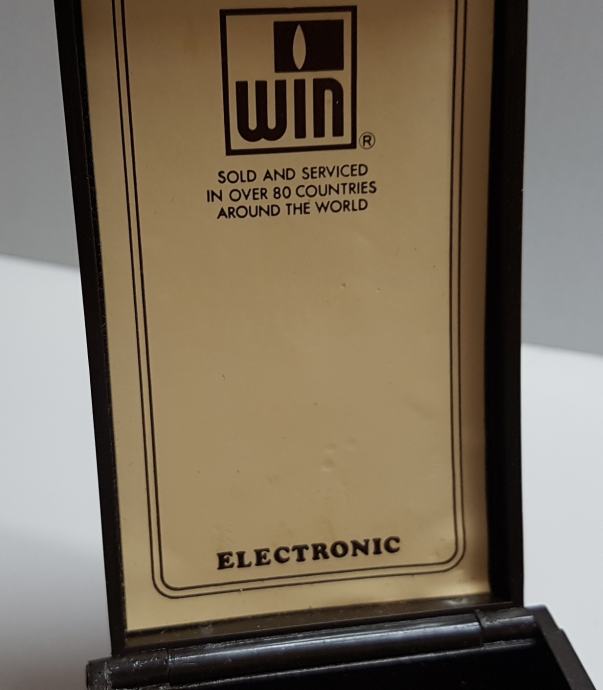 WIN
®
SOLD AND SERVICED
IN OVER 80 COUNTRIES
AROUND THE WORLD
ELECTRONIC